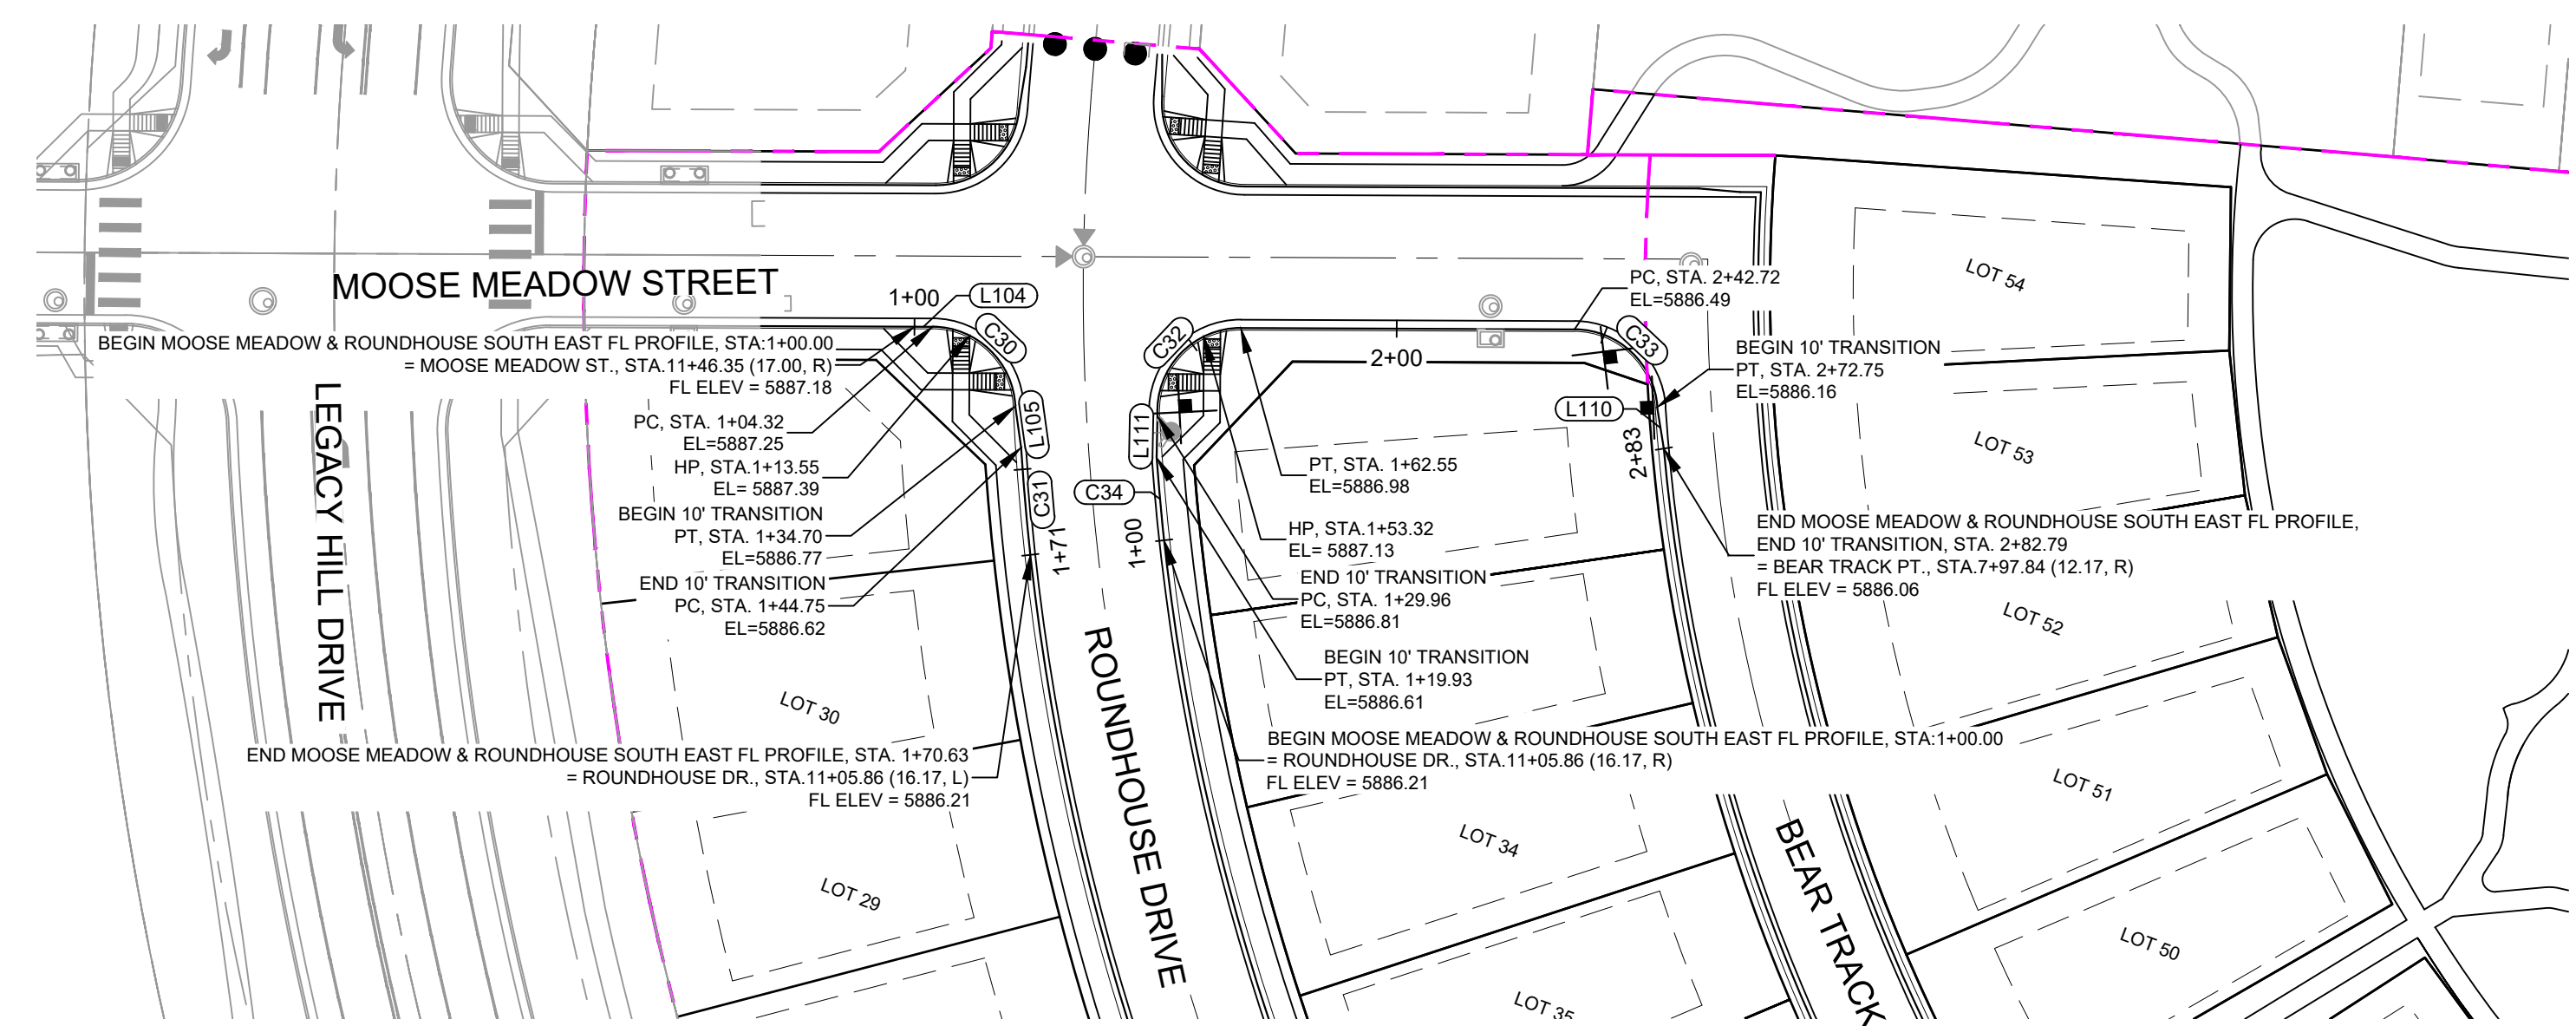 MOOSE MEADOW STREET
1+00
L104
C30
BEGIN MOOSE MEADOW & ROUNDHOUSE SOUTH EAST FL PROFILE, STA:1+00.00
= MOOSE MEADOW ST., STA.11+46.35 (17.00, R)
FL ELEV = 5887.18
PC, STA. 1+04.32
EL=5887.25
HP, STA.1+13.55
EL= 5887.39
BEGIN 10' TRANSITION
PT, STA. 1+34.70
EL=5886.77
END 10' TRANSITION
PC, STA. 1+44.75
EL=5886.62
L105
C31
1+71
LEGACY HILL DRIVE
LOT 30
END MOOSE MEADOW & ROUNDHOUSE SOUTH EAST FL PROFILE, STA. 1+70.63
= ROUNDHOUSE DR., STA.11+05.86 (16.17, L)
FL ELEV = 5886.21
LOT 29
C32
L111
C34
1+00
ROUNDHOUSE DRIVE
2+00
PT, STA. 1+62.55
EL=5886.98
HP, STA.1+53.32
EL= 5887.13
END 10' TRANSITION
PC, STA. 1+29.96
EL=5886.81
BEGIN 10' TRANSITION
PT, STA. 1+19.93
EL=5886.61
BEGIN MOOSE MEADOW & ROUNDHOUSE SOUTH EAST FL PROFILE, STA:1+00.00
= ROUNDHOUSE DR., STA.11+05.86 (16.17, R)
FL ELEV = 5886.21
LOT 34
LOT 35
PC, STA. 2+42.72
EL=5886.49
C33
BEGIN 10' TRANSITION
PT, STA. 2+72.75
EL=5886.16
L110
2+83
END MOOSE MEADOW & ROUNDHOUSE SOUTH EAST FL PROFILE,
END 10' TRANSITION, STA. 2+82.79
= BEAR TRACK PT., STA.7+97.84 (12.17, R)
FL ELEV = 5886.06
BEAR TRACK
LOT 54
LOT 53
LOT 52
LOT 51
LOT 50